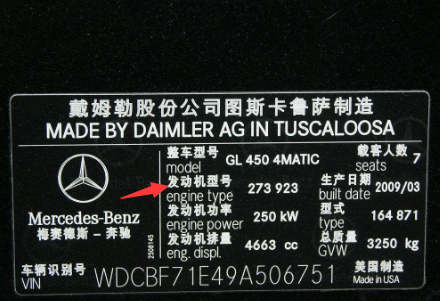 戴姆勒股份公司图斯卡鲁萨制造
MADE BY DAIMLER AG IN TUSCALOOSA
整车型号 model GL 450 4MATIC 载客人数 seats 7
发动机型号 engine type 273 923 生产日期 built date 2009/03
Mercedes-Benz
梅赛德斯-奔驰
发动机功率 engine power 250 kW 型式 type 164 871
发动机排量 eng. displ. 4663 cc 总质量 GVW 3250 kg
2508145
车辆识别号 VIN WDCBF71E49A506751 美国制造 Made in USA